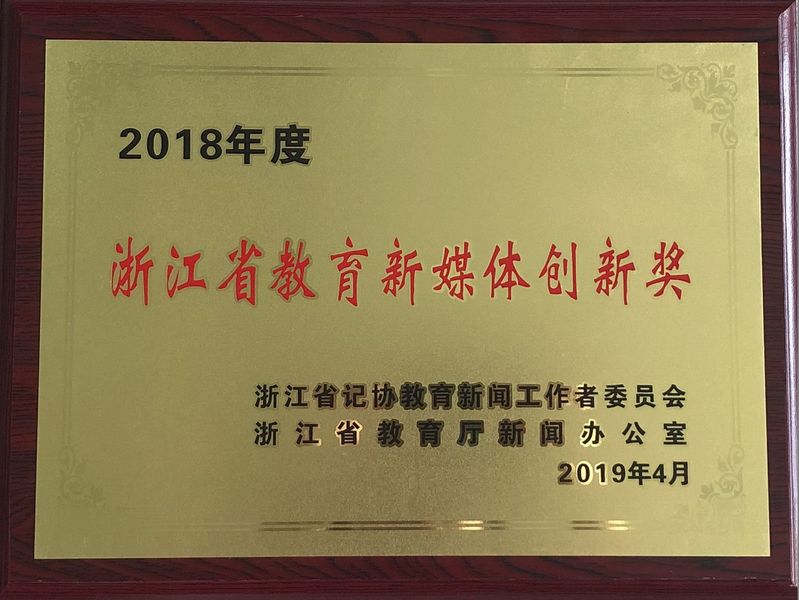 2018年度
浙江省教育新媒体创新奖
浙江省记协教育新闻工作者委员会
浙江省教育厅新闻办公室
2019年4月